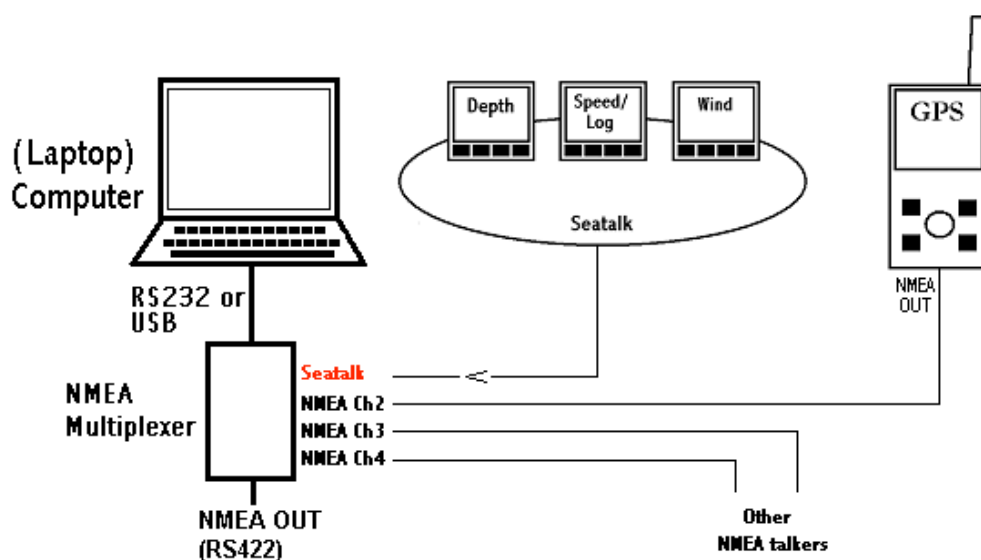 (Laptop)
Computer
Depth
Speed/
Log
Wind
GPS
Seatalk
NMEA
OUT
RS232 or
USB
NMEA
Multiplexer
Seatalk
NMEA Ch2
NMEA Ch3
NMEA Ch4
NMEA OUT
(RS422)
Other
NMEA talkers